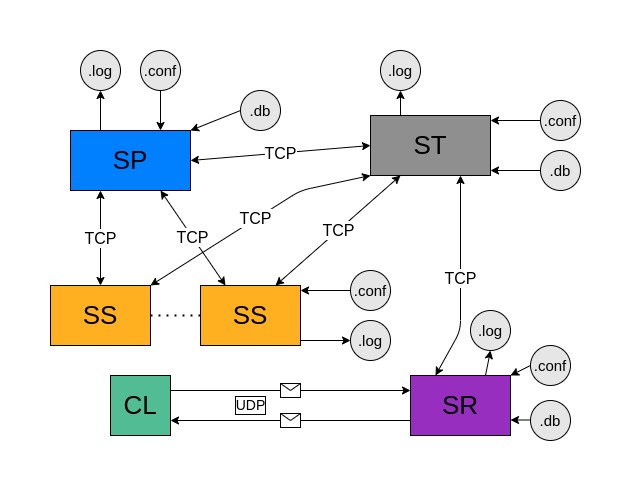 .log
.conf
.log
.db
.conf
SP
TCP
ST
.db
TCP
TCP
TCP
TCP
TCP
SS
SS
.conf
.log
.log
.conf
CL
UDP
SR
.db